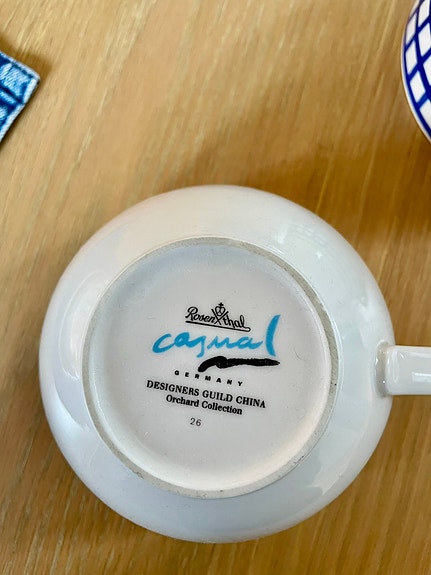 Rosenthal
casual
GERMANY
DESIGNERS GUILD CHINA
Orchard Collection
26